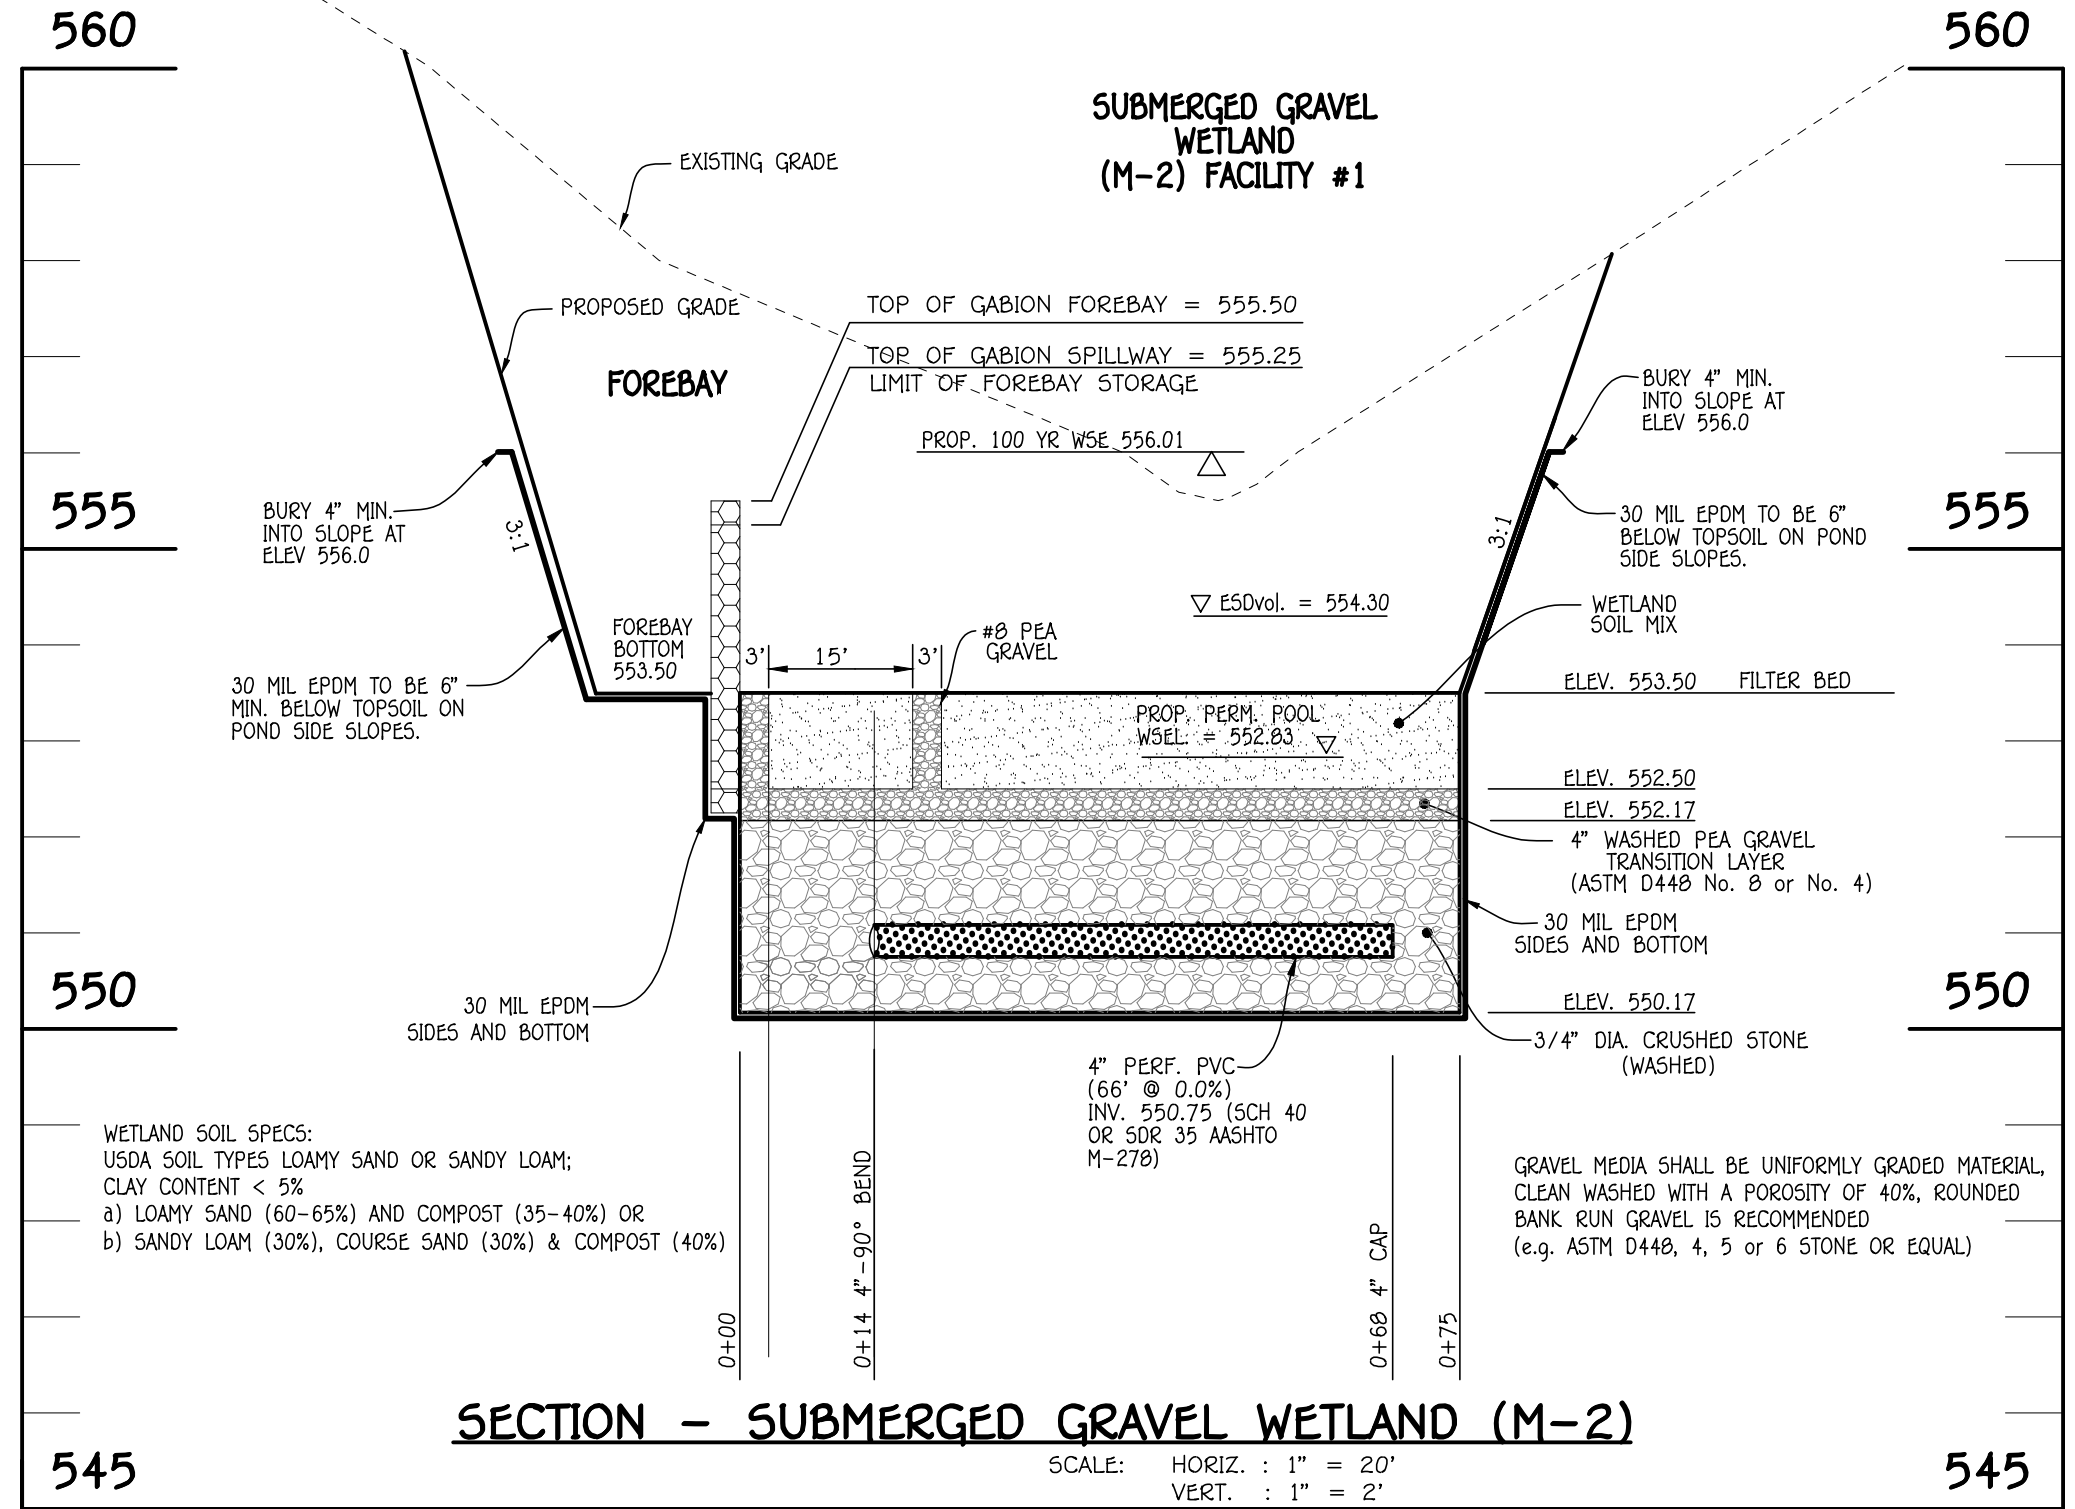 560
560
SUBMERGED GRAVEL
WETLAND
(M-2) FACILITY #1
EXISTING GRADE
PROPOSED GRADE
TOP OF GABION FOREBAY = 555.50
TOP OF GABION SPILLWAY = 555.25
LIMIT OF FOREBAY STORAGE
FOREBAY
PROP. 100 YR WSE 556.01
BURY 4" MIN.
INTO SLOPE AT
ELEV 556.0
555
555
BURY 4" MIN.
INTO SLOPE AT
ELEV 556.0
3:1
3:1
30 MIL EPDM TO BE 6"
BELOW TOPSOIL ON POND
SIDE SLOPES.
ESDvol. = 554.30
WETLAND
SOIL MIX
FOREBAY
BOTTOM
553.50
3'
15'
3'
#8 PEA
GRAVEL
30 MIL EPDM TO BE 6"
MIN. BELOW TOPSOIL ON
POND SIDE SLOPES.
ELEV. 553.50 FILTER BED
PROP. PERM. POOL
WSEL. = 552.83
ELEV. 552.50
ELEV. 552.17
4" WASHED PEA GRAVEL
TRANSITION LAYER
(ASTM D448 No. 8 or No. 4)
30 MIL EPDM
SIDES AND BOTTOM
550
550
30 MIL EPDM
SIDES AND BOTTOM
ELEV. 550.17
3/4" DIA. CRUSHED STONE
(WASHED)
4" PERF. PVC
(66' @ 0.0%)
INV. 550.75 (SCH 40
OR SDR 35 AASHTO
M-278)
WETLAND SOIL SPECS:
USDA SOIL TYPES LOAMY SAND OR SANDY LOAM;
CLAY CONTENT < 5%
a) LOAMY SAND (60-65%) AND COMPOST (35-40%) OR
b) SANDY LOAM (30%), COURSE SAND (30%) & COMPOST (40%)
GRAVEL MEDIA SHALL BE UNIFORMLY GRADED MATERIAL,
CLEAN WASHED WITH A POROSITY OF 40%, ROUNDED
BANK RUN GRAVEL IS RECOMMENDED
(e.g. ASTM D448, 4, 5 or 6 STONE OR EQUAL)
0+00
0+14 4"-90° BEND
0+68 4" CAP
0+75
SECTION - SUBMERGED GRAVEL WETLAND (M-2)
SCALE: HORIZ. : 1" = 20'
VERT. : 1" = 2'
545
545